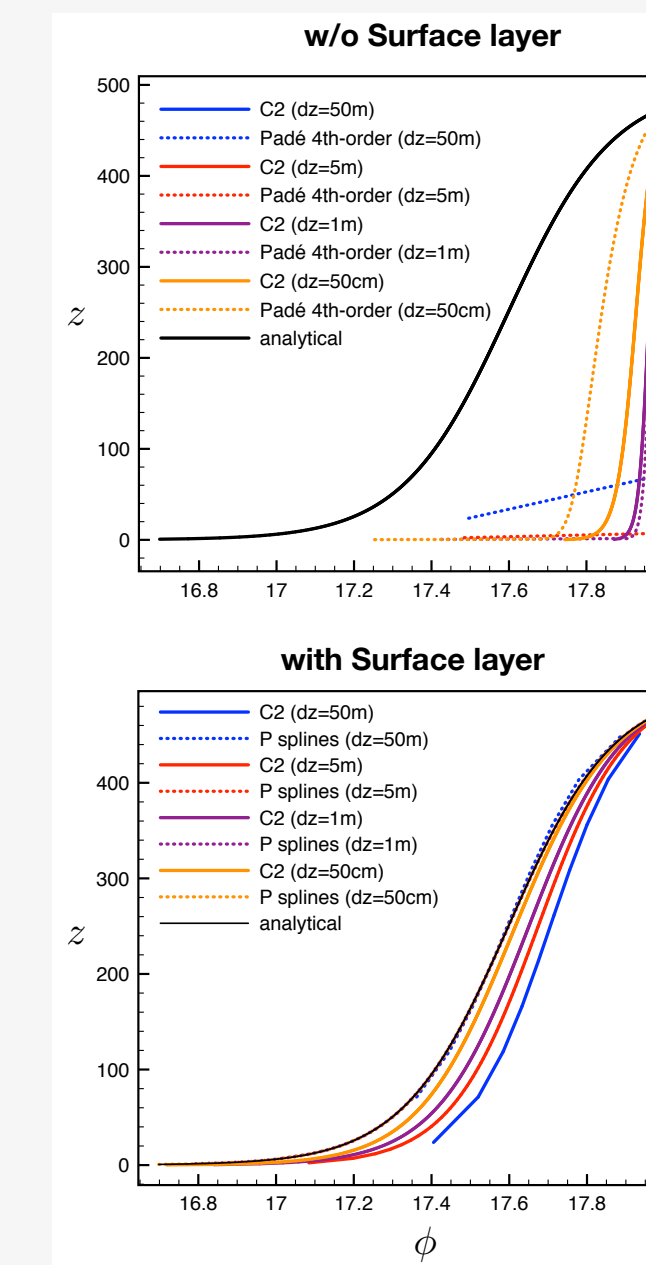 w/o Surface layer
500
400
300
200
100
0
z
C2 (dz=50m)
Padé 4th-order (dz=50m)
C2 (dz=5m)
Padé 4th-order (dz=5m)
C2 (dz=1m)
Padé 4th-order (dz=1m)
C2 (dz=50cm)
Padé 4th-order (dz=50cm)
analytical
16.8 17 17.2 17.4 17.6 17.8
with Surface layer
400
300
200
100
0
z
C2 (dz=50m)
P splines (dz=50m)
C2 (dz=5m)
P splines (dz=5m)
C2 (dz=1m)
P splines (dz=1m)
C2 (dz=50cm)
P splines (dz=50cm)
analytical
16.8 17 17.2 17.4 17.6 17.8
ϕ